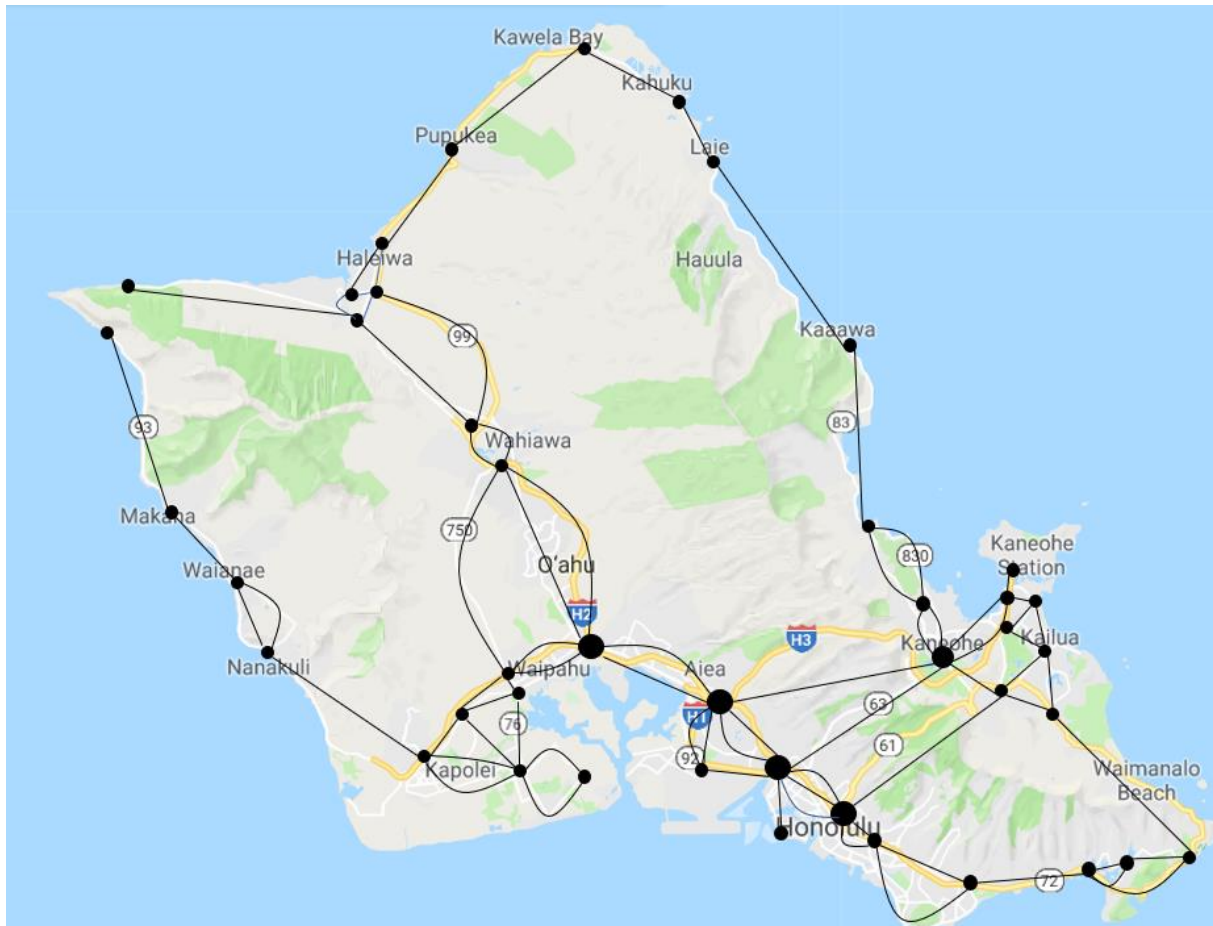 Kawela Bay
Kahuku
Pupukea
Laie
Hauula
Haleiwa
Kaaawa
99
93
83
Wahiawa
Makaha
750
Kaneohe
Station
830
Waianae
O'ahu
H2
H3
Kaneohe
Kailua
Nanakuli
Waipahu
Aiea
63
H1
76
61
92
Kapolei
Waimanalo
Beach
Honolulu
72